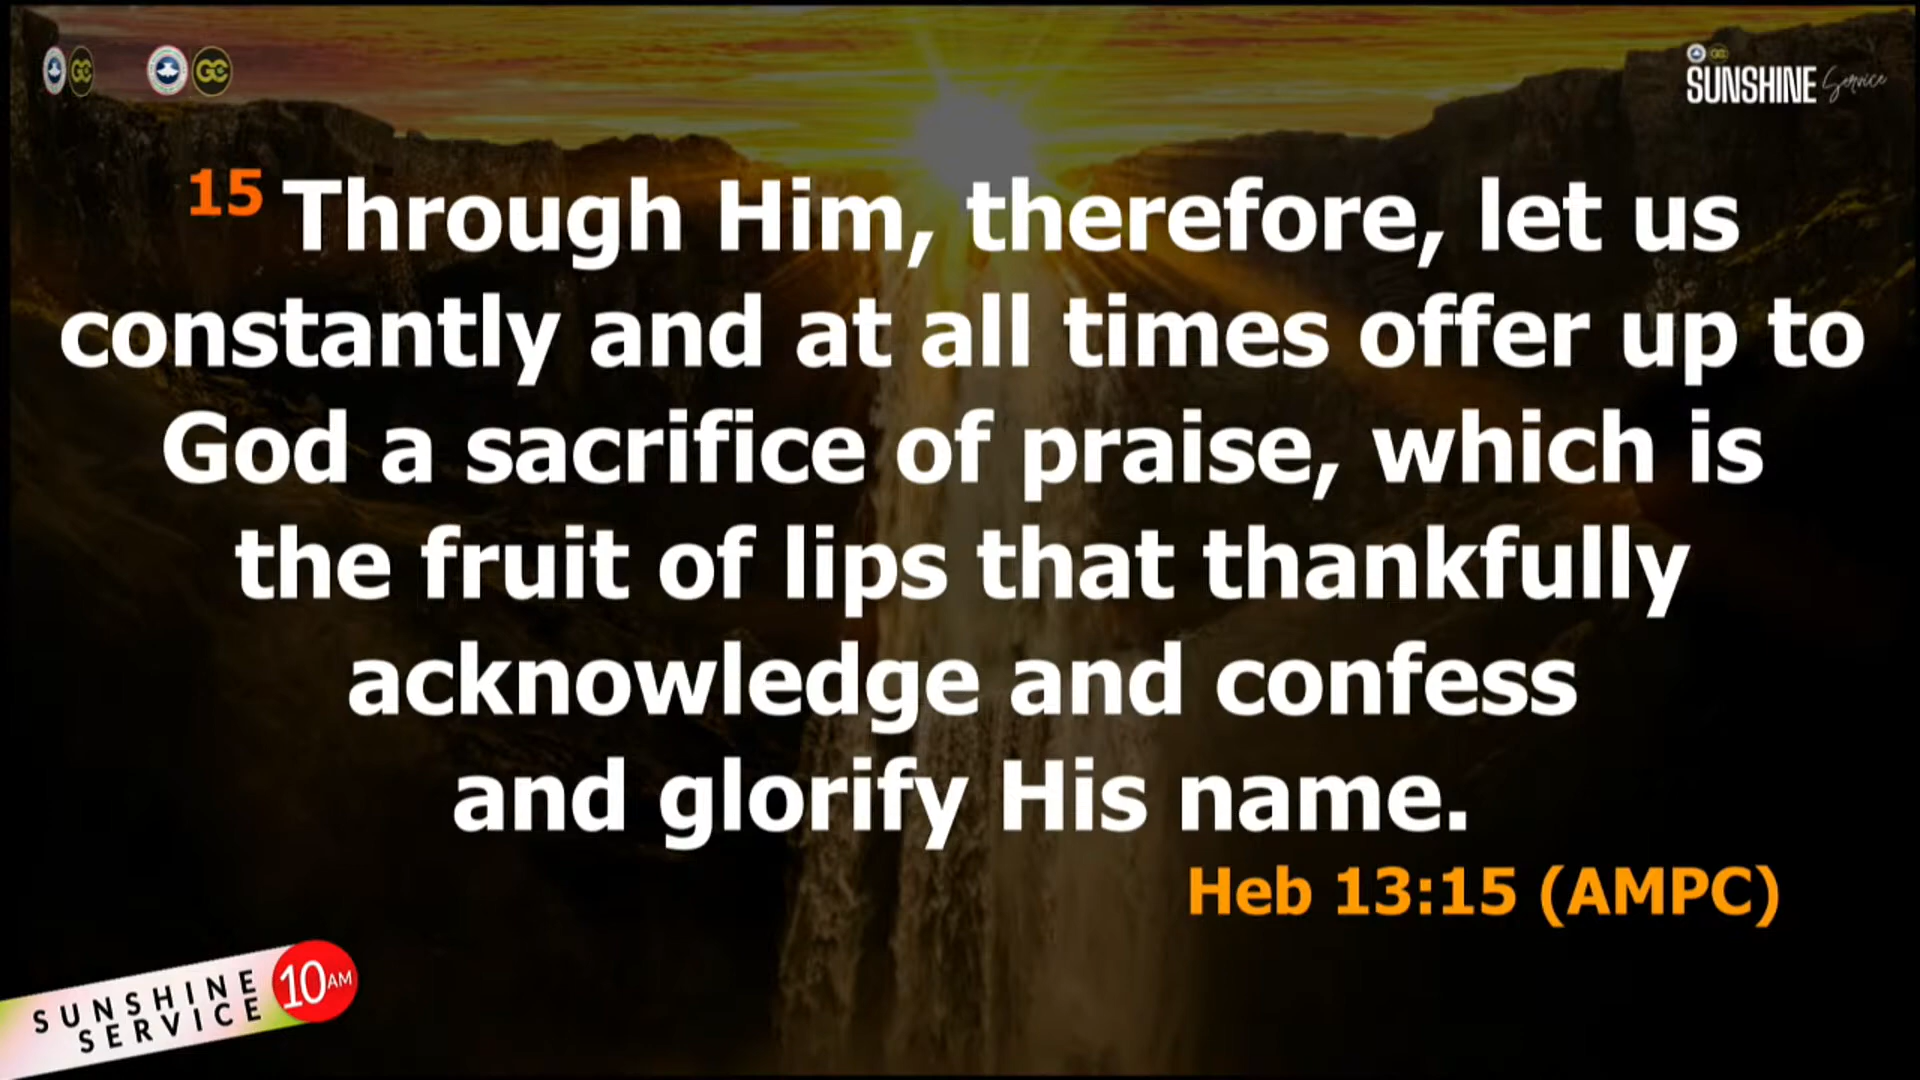 GC GC
SUNSHINE Service
15 Through Him, therefore, let us
constantly and at all times offer up to
God a sacrifice of praise, which is
the fruit of lips that thankfully
acknowledge and confess
and glorify His name.
Heb 13:15 (AMPC)
SUNSHINE
SERVICE
10AM